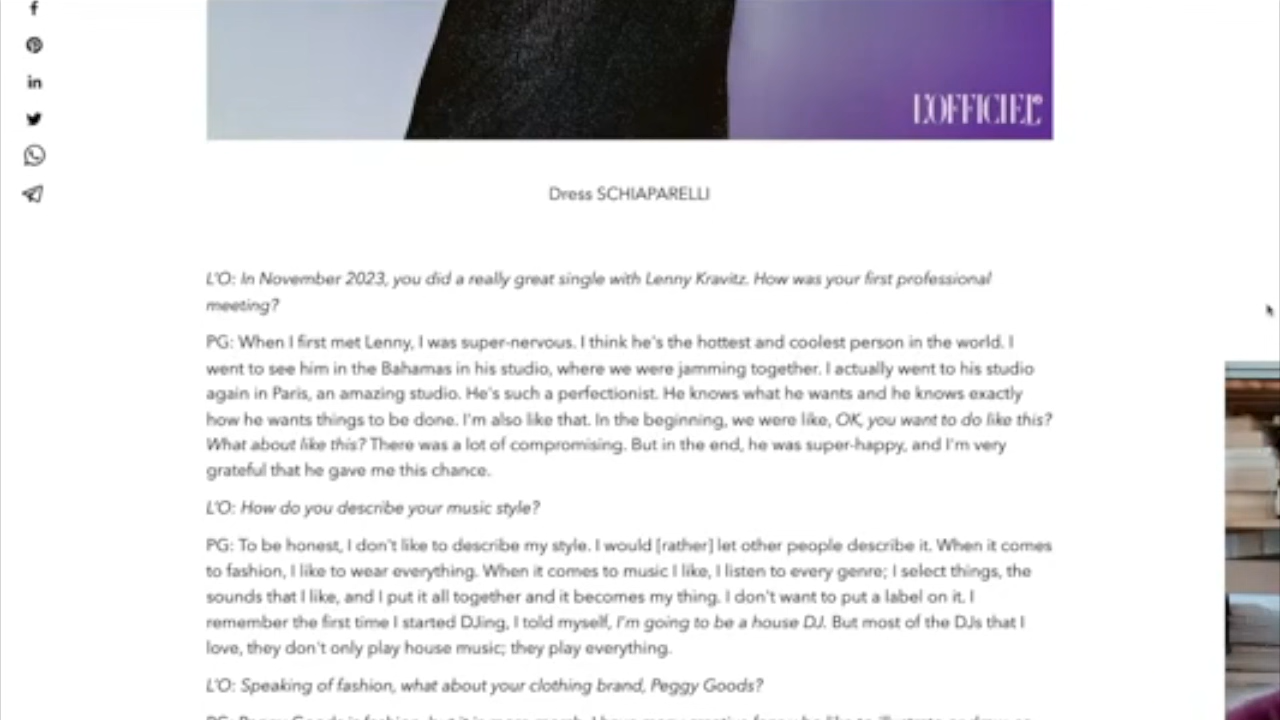 L'OFFICIEL
Dress SCHIAPARELLI
L'O: In November 2023, you did a really great single with Lenny Kravitz. How was your first professional
meeting?
PG: When I first met Lenny, I was super-nervous. I think he's the hottest and coolest person in the world. I
went to see him in the Bahamas in his studio, where we were jamming together. I actually went to his studio
again in Paris, an amazing studio. He's such a perfectionist. He knows what he wants and he knows exactly
how he wants things to be done. I'm also like that. In the beginning, we were like, OK, you want to do like this?
What about like this? There was a lot of compromising. But in the end, he was super-happy, and I'm very
grateful that he gave me this chance.
L'O: How do you describe your music style?
PG: To be honest, I don't like to describe my style. I would [rather] let other people describe it. When it comes
to fashion, I like to wear everything. When it comes to music I like, I listen to every genre; I select things, the
sounds that I like, and I put it all together and it becomes my thing. I don't want to put a label on it. I
remember the first time I started DJing, I told myself, I'm going to be a house DJ. But most of the DJs that I
love, they don't only play house music; they play everything.
L'O: Speaking of fashion, what about your clothing brand, Peggy Goods?